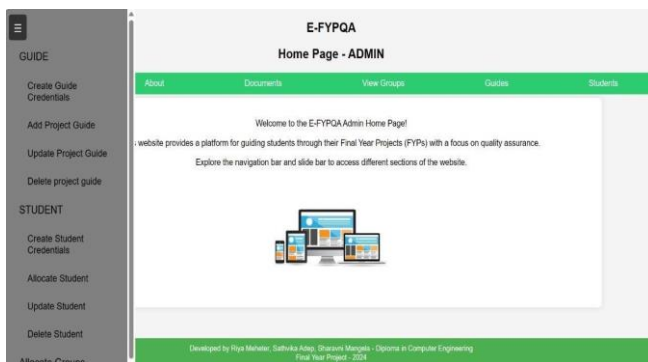 ☰
E-FYPQA
Home Page - ADMIN
GUIDE
Create Guide
Credentials
Add Project Guide
Update Project Guide
Delete project guide
STUDENT
Create Student
Credentials
Allocate Student
Update Student
Delete Student
Allocate Groups
About Documents View Groups Guides Students
Welcome to the E-FYPQA Admin Home Page!
website provides a platform for guiding students through their Final Year Projects (FYPs) with a focus on quality assurance.
Explore the navigation bar and slide bar to access different sections of the website.
Developed by Riya Meheter, Sathvika Adep, Sharavni Mangela - Diploma in Computer Engineering
Final Year Project - 2024